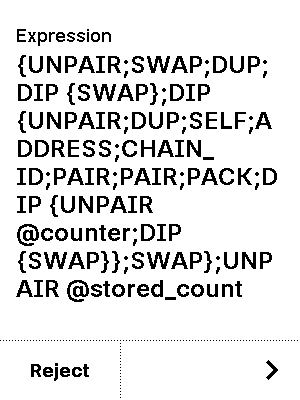 Expression
{UNPAIR;SWAP;DUP;
DIP {SWAP};DIP
{UNPAIR;DUP;SELF;A
DDRESS;CHAIN_
ID;PAIR;PAIR;PACK;D
IP {UNPAIR
@counter;DIP
{SWAP}};SWAP};UNP
AIR @stored_count
Reject